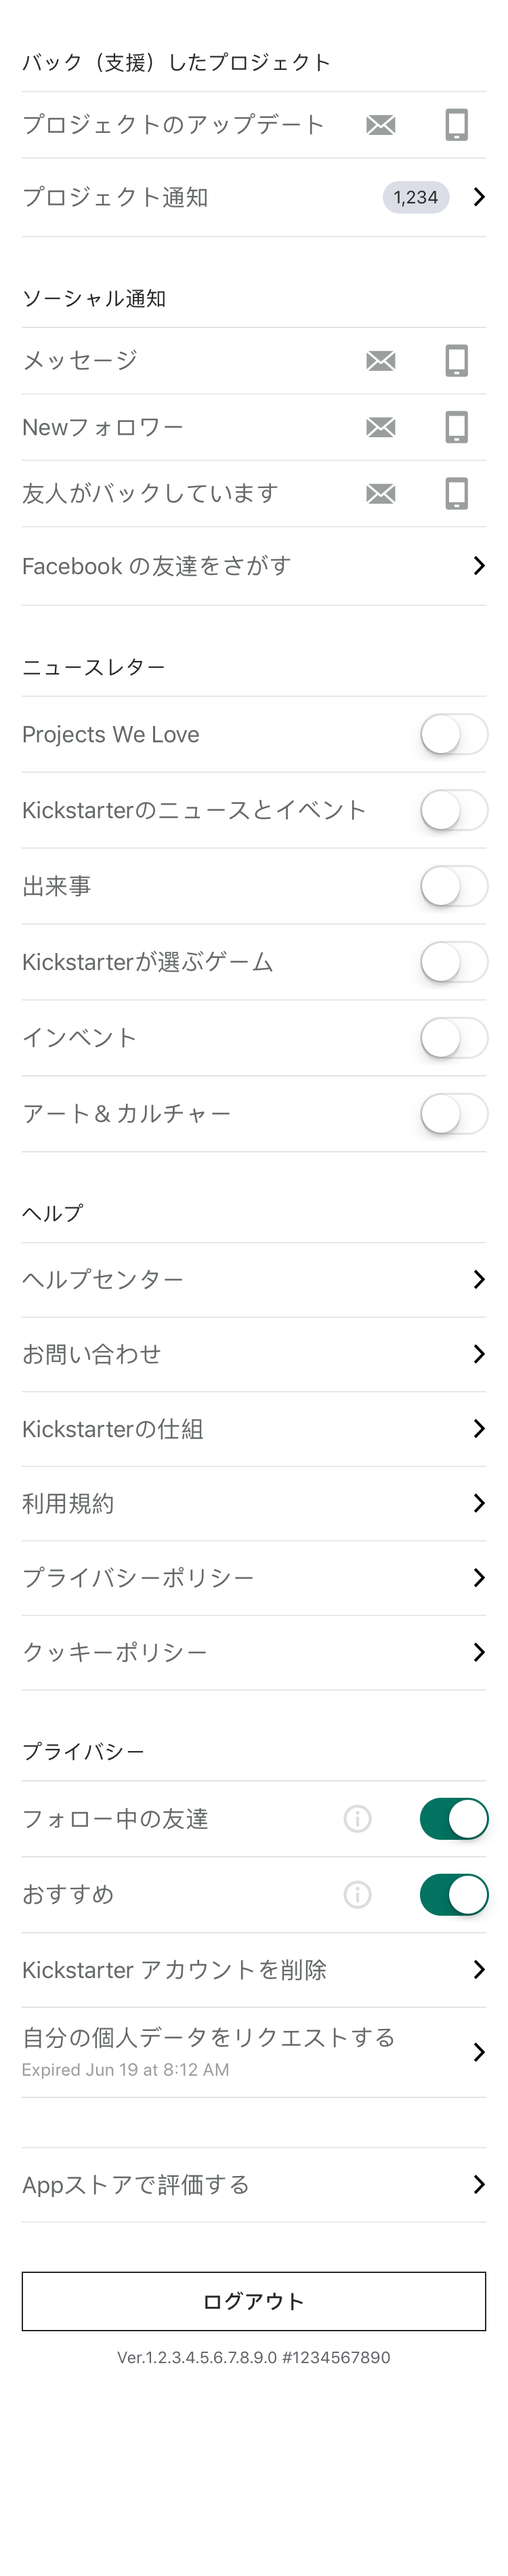 バック（支援）したプロジェクト
プロジェクトのアップデート
プロジェクト通知
1,234
ソーシャル通知
メッセージ
Newフォロワー
友人がバックしています
Facebook の友達をさがす
ニュースレター
Projects We Love
Kickstarterのニュースとイベント
出来事
Kickstarterが選ぶゲーム
インベント
アート& カルチャー
ヘルプ
ヘルプセンター
お問い合わせ
Kickstarterの仕組
利用規約
プライバシーポリシー
クッキーポリシー
プライバシー
フォロー中の友達
おすすめ
Kickstarter アカウントを削除
自分の個人データをリクエストする
Expired Jun 19 at 8:12 AM
Appストアで評価する
ログアウト
Ver.1.2.3.4.5.6.7.8.9.0 #1234567890